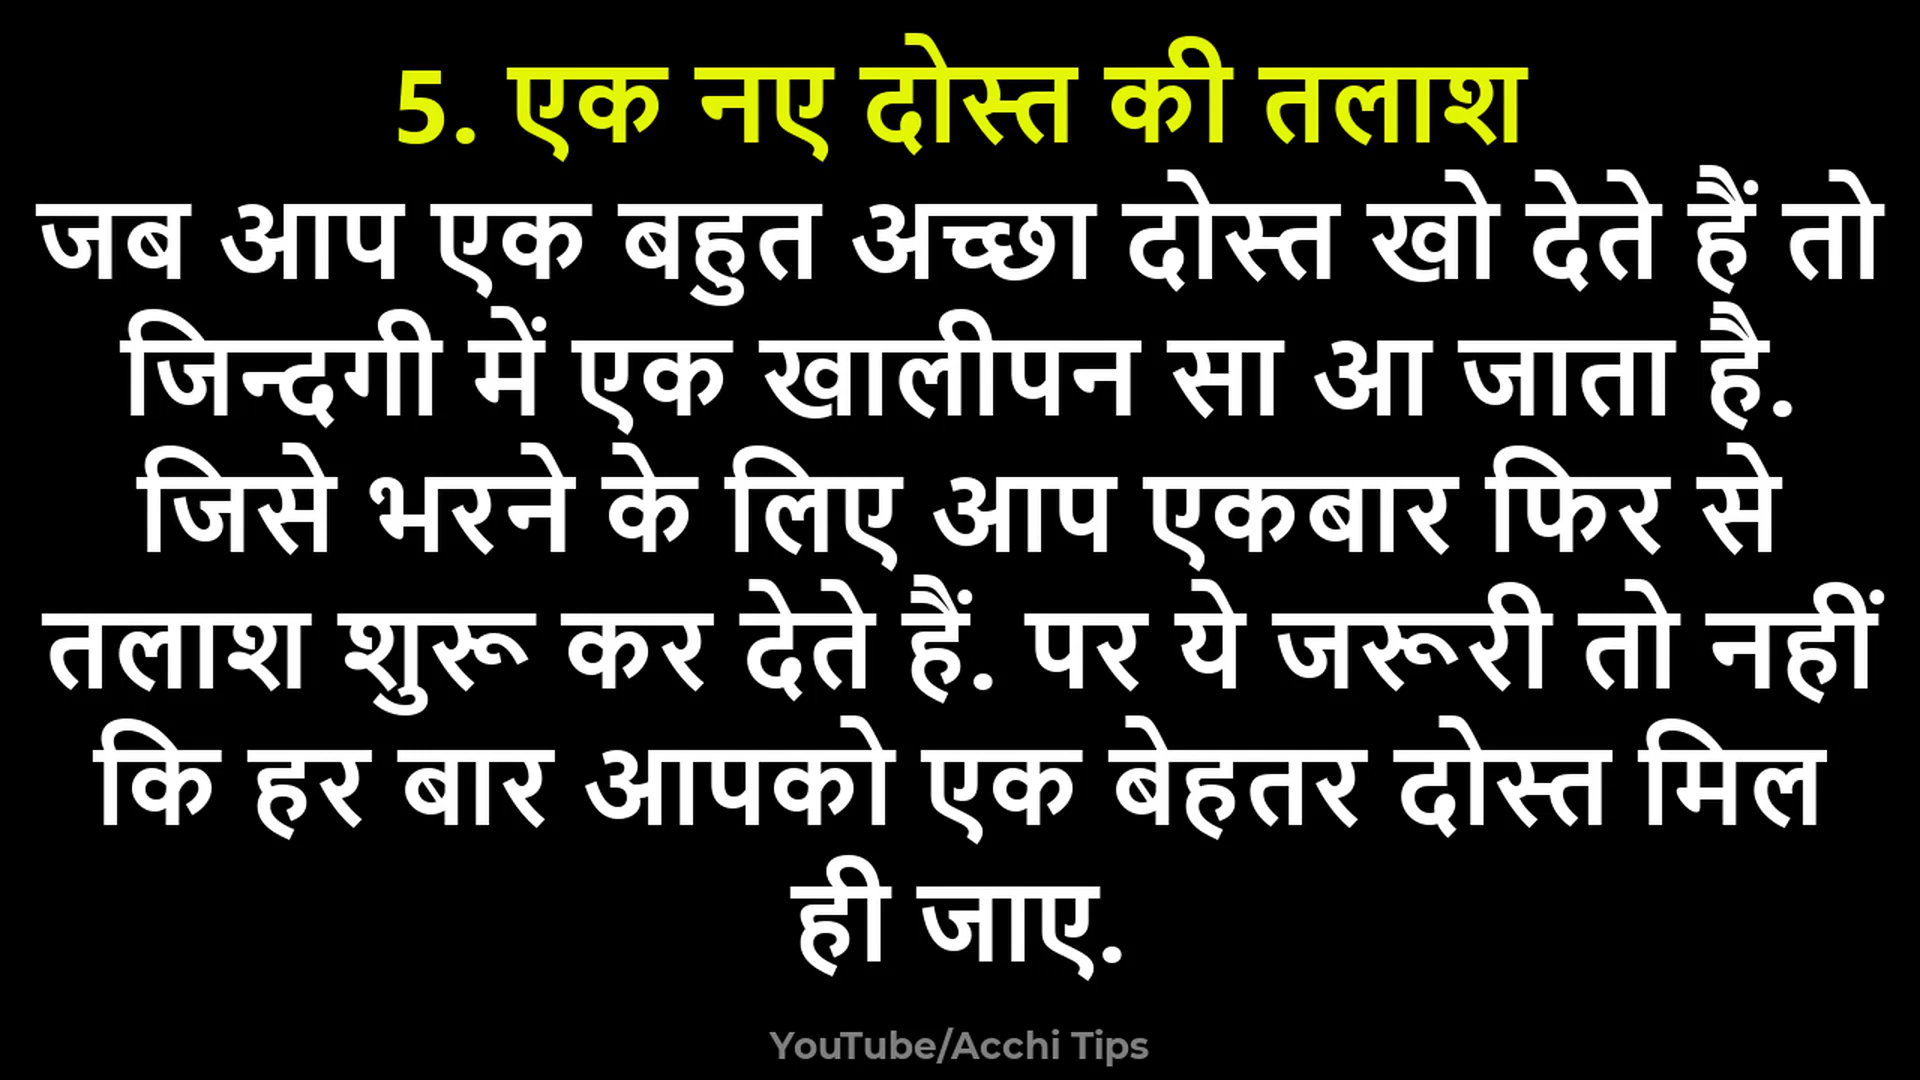 5. एक नए दोस्त की तलाश
जब आप एक बहुत अच्छा दोस्त खो देते हैं तो
जिन्दगी में एक खालीपन सा आ जाता है.
जिसे भरने के लिए आप एकबार फिर से
तलाश शुरू कर देते हैं. पर ये जरूरी तो नहीं
कि हर बार आपको एक बेहतर दोस्त मिल
ही जाए.
YouTube/Acchi Tips